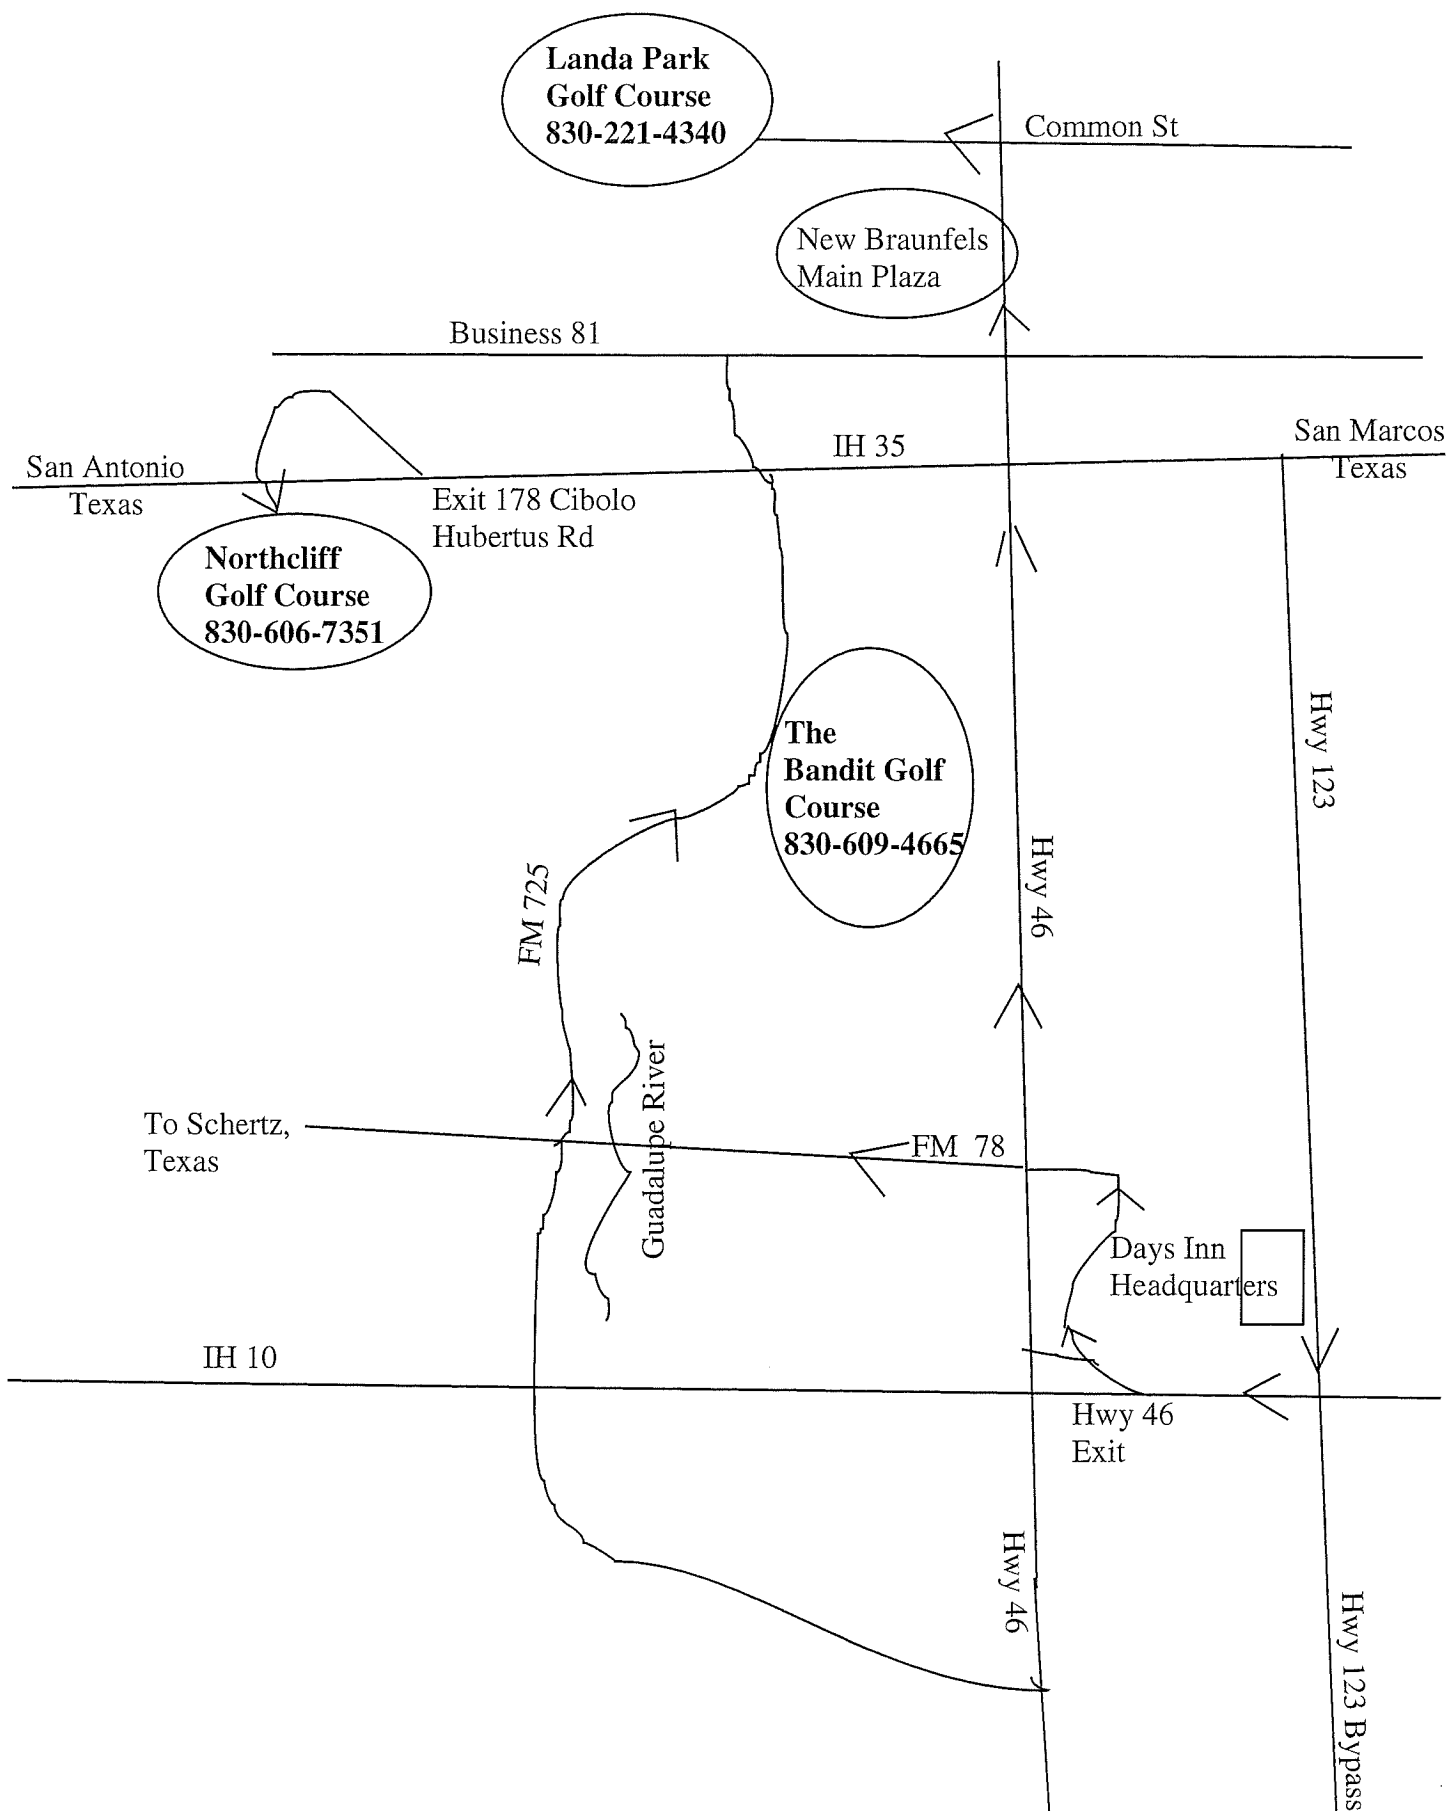 Landa Park
Golf Course
830-221-4340
Common St
New Braunfels
Main Plaza
Business 81
IH 35
San Marcos
Texas
San Antonio
Texas
Exit 178 Cibolo
Hubertus Rd
Northcliff
Golf Course
830-606-7351
The
Bandit Golf
Course
830-609-4665
Hwy 123
Hwy 46
FM 725
Guadalupe River
To Schertz,
Texas
FM 78
Days Inn
Headquarters
IH 10
Hwy 46
Exit
Hwy 46
Hwy 123 Bypass